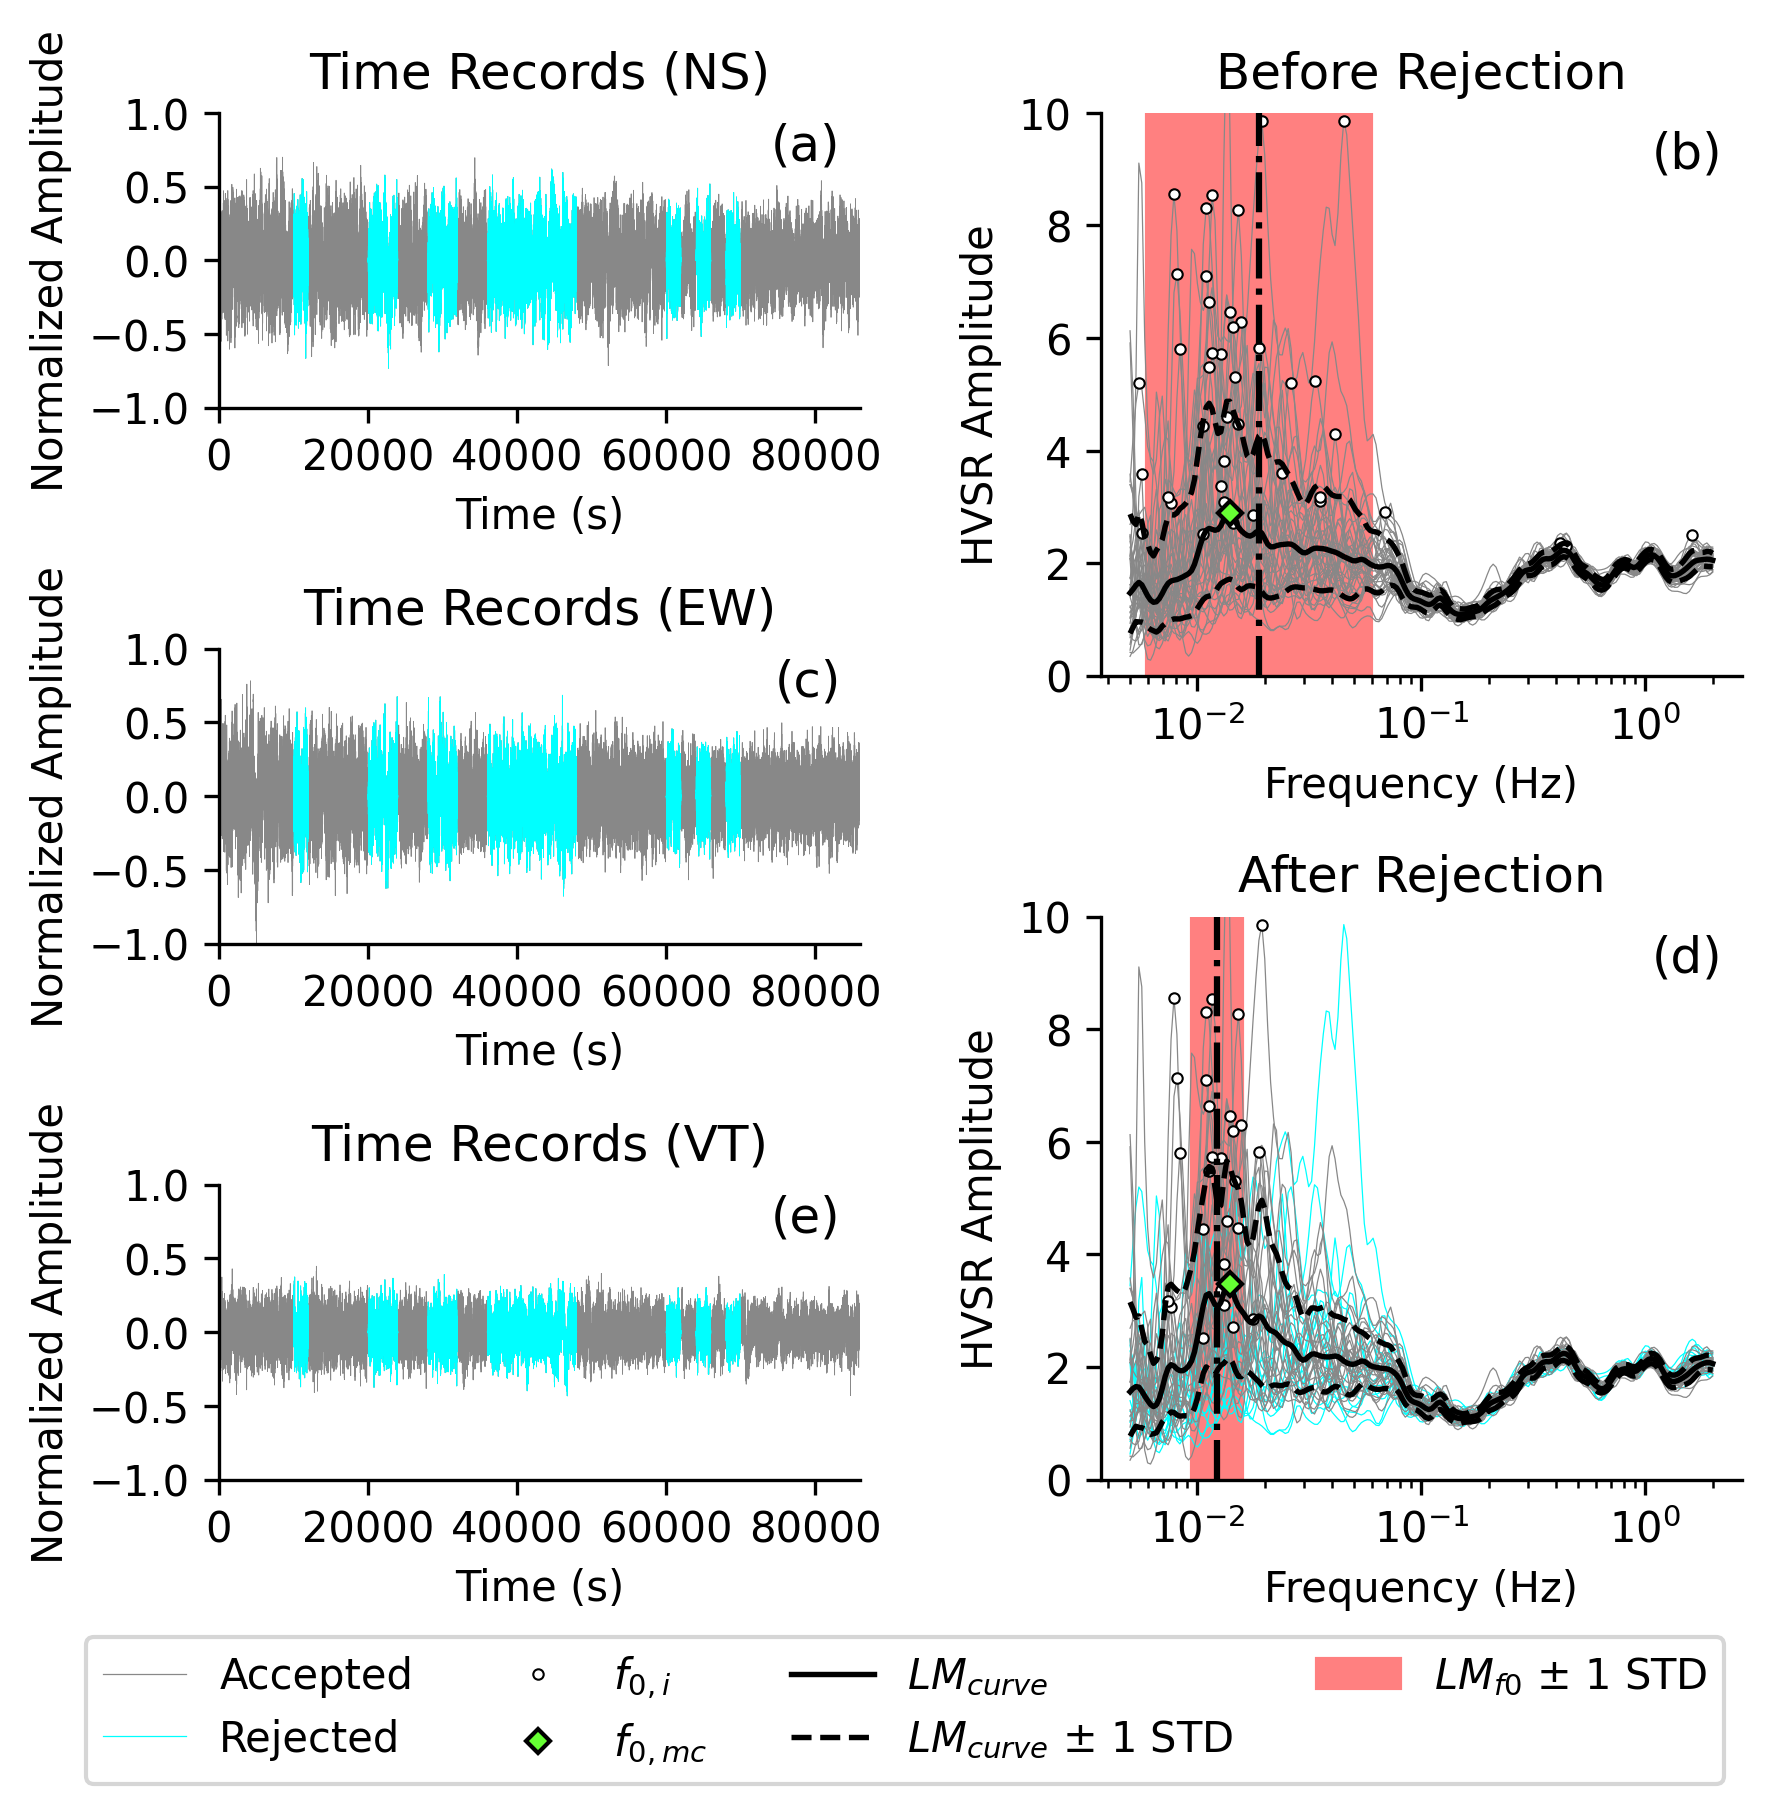 Time Records (NS)
(a)
Normalized Amplitude
1.0
0.5
0.0
−0.5
−1.0
0 20000 40000 60000 80000
Time (s)
Before Rejection
(b)
HVSR Amplitude
10
8
6
4
2
0
10⁻² 10⁻¹ 10⁰
Frequency (Hz)
Time Records (EW)
(c)
Normalized Amplitude
1.0
0.5
0.0
−0.5
−1.0
0 20000 40000 60000 80000
Time (s)
After Rejection
(d)
HVSR Amplitude
10
8
6
4
2
0
10⁻² 10⁻¹ 10⁰
Frequency (Hz)
Time Records (VT)
(e)
Normalized Amplitude
1.0
0.5
0.0
−0.5
−1.0
0 20000 40000 60000 80000
Time (s)
Accepted
Rejected
f0,i
f0,mc
LMcurve
LMcurve ± 1 STD
LMf0 ± 1 STD